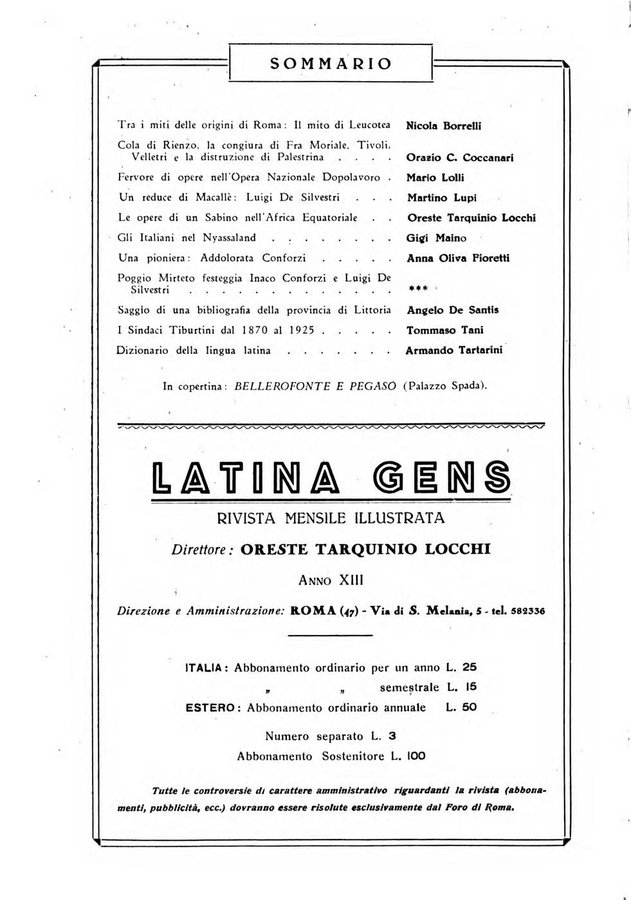 SOMMARIO
Tra i miti delle origini di Roma: Il mito di Leucotea Nicola Borrelli
Cola di Rienzo. la congiura di Fra Moriale. Tivoli.
Velletri e la distruzione di Palestrina . . . . Orazio C. Coccanari
Fervore di opere nell'Opera Nazionale Dopolavoro . Mario Lolli
Un reduce di Macallè: Luigi De Silvestri . . . Martino Lupi
Le opere di un Sabino nell'Africa Equatoriale . . Oreste Tarquinio Locchi
Gli Italiani nel Nyassaland . . . . . . . Gigi Maino
Una pioniera: Addolorata Conforzi . . . . . Anna Oliva Pioretti
Poggio Mirteto festeggia Inaco Conforzi e Luigi De
Silvestri . . . . . . . . . . . . ***
Saggio di una bibliografia della provincia di Littoria Angelo De Santis
I Sindaci Tiburtini dal 1870 al 1925 . . . . . Tommaso Tani
Dizionario della lingua latina . . . . . . . Armando Tartarini
In copertina: BELLEROFONTE E PEGASO (Palazzo Spada).
LATINA GENS
RIVISTA MENSILE ILLUSTRATA
Direttore: ORESTE TARQUINIO LOCCHI
ANNO XIII
Direzione e Amministrazione: ROMA (47) - Via di S. Melania, 5 - tel. 582336
ITALIA: Abbonamento ordinario per un anno L. 25
„ „ semestrale L. 15
ESTERO: Abbonamento ordinario annuale L. 50
Numero separato L. 3
Abbonamento Sostenitore L. 100
Tutte le controversie di carattere amministrativo riguardanti la rivista (abbona-
menti, pubblicità, ecc.) dovranno essere risolute esclusivamente dal Foro di Roma.